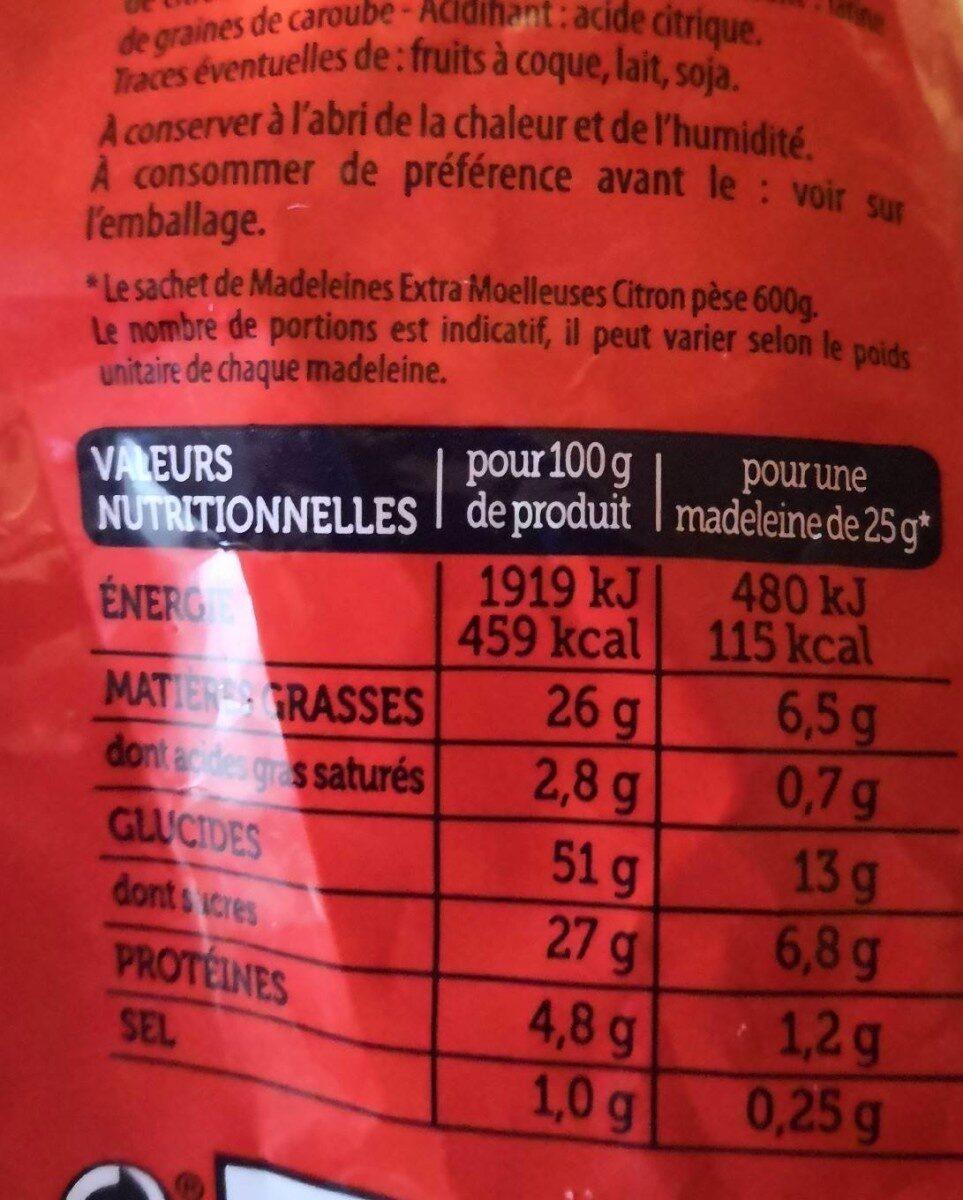 de graines de caroube - Acidifiant : acide citrique.
Traces éventuelles de : fruits à coque, lait, soja.
À conserver à l'abri de la chaleur et de l'humidité.
À consommer de préférence avant le : voir sur
l'emballage.
*Le sachet de Madeleines Extra Moelleuses Citron pèse 600g.
Le nombre de portions est indicatif, il peut varier selon le poids
unitaire de chaque madeleine.
VALEURS NUTRITIONNELLES | pour 100 g de produit | pour une madeleine de 25 g*
ÉNERGIE 1919 kJ 480 kJ
459 kcal 115 kcal
MATIÈRES GRASSES 26 g 6,5 g
dont acides gras saturés 2,8 g 0,7 g
GLUCIDES 51 g 13 g
dont sucres 27 g 6,8 g
PROTÉINES 4,8 g 1,2 g
SEL 1,0 g 0,25 g
®